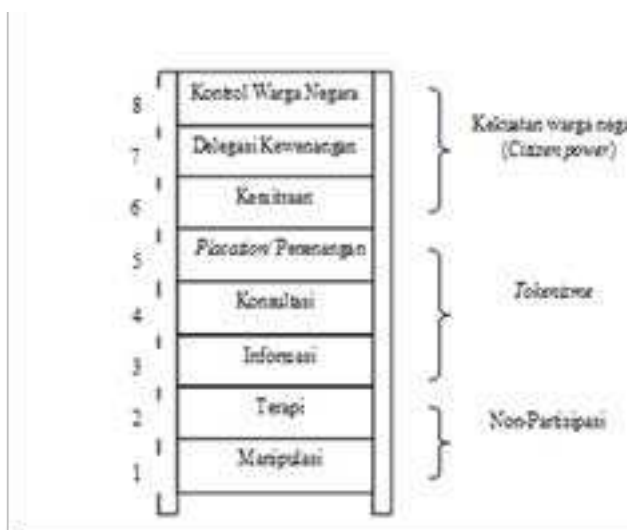 8
Kontrol Warga Negara
7
Delegasi Kewenangan
6
Kemitraan
5
Placation/Penenangan
4
Konsultasi
3
Informasi
2
Terapi
1
Manipulasi
Kekuatan warga nega
(Citizen power)
Tokenisme
Non-Partisipasi